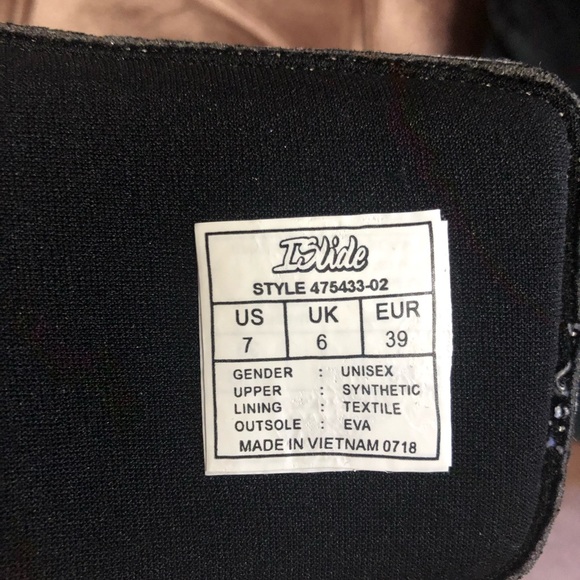 ISlide
STYLE 475433-02
US UK EUR
7 6 39
GENDER : UNISEX
UPPER : SYNTHETIC
LINING : TEXTILE
OUTSOLE : EVA
MADE IN VIETNAM 0718